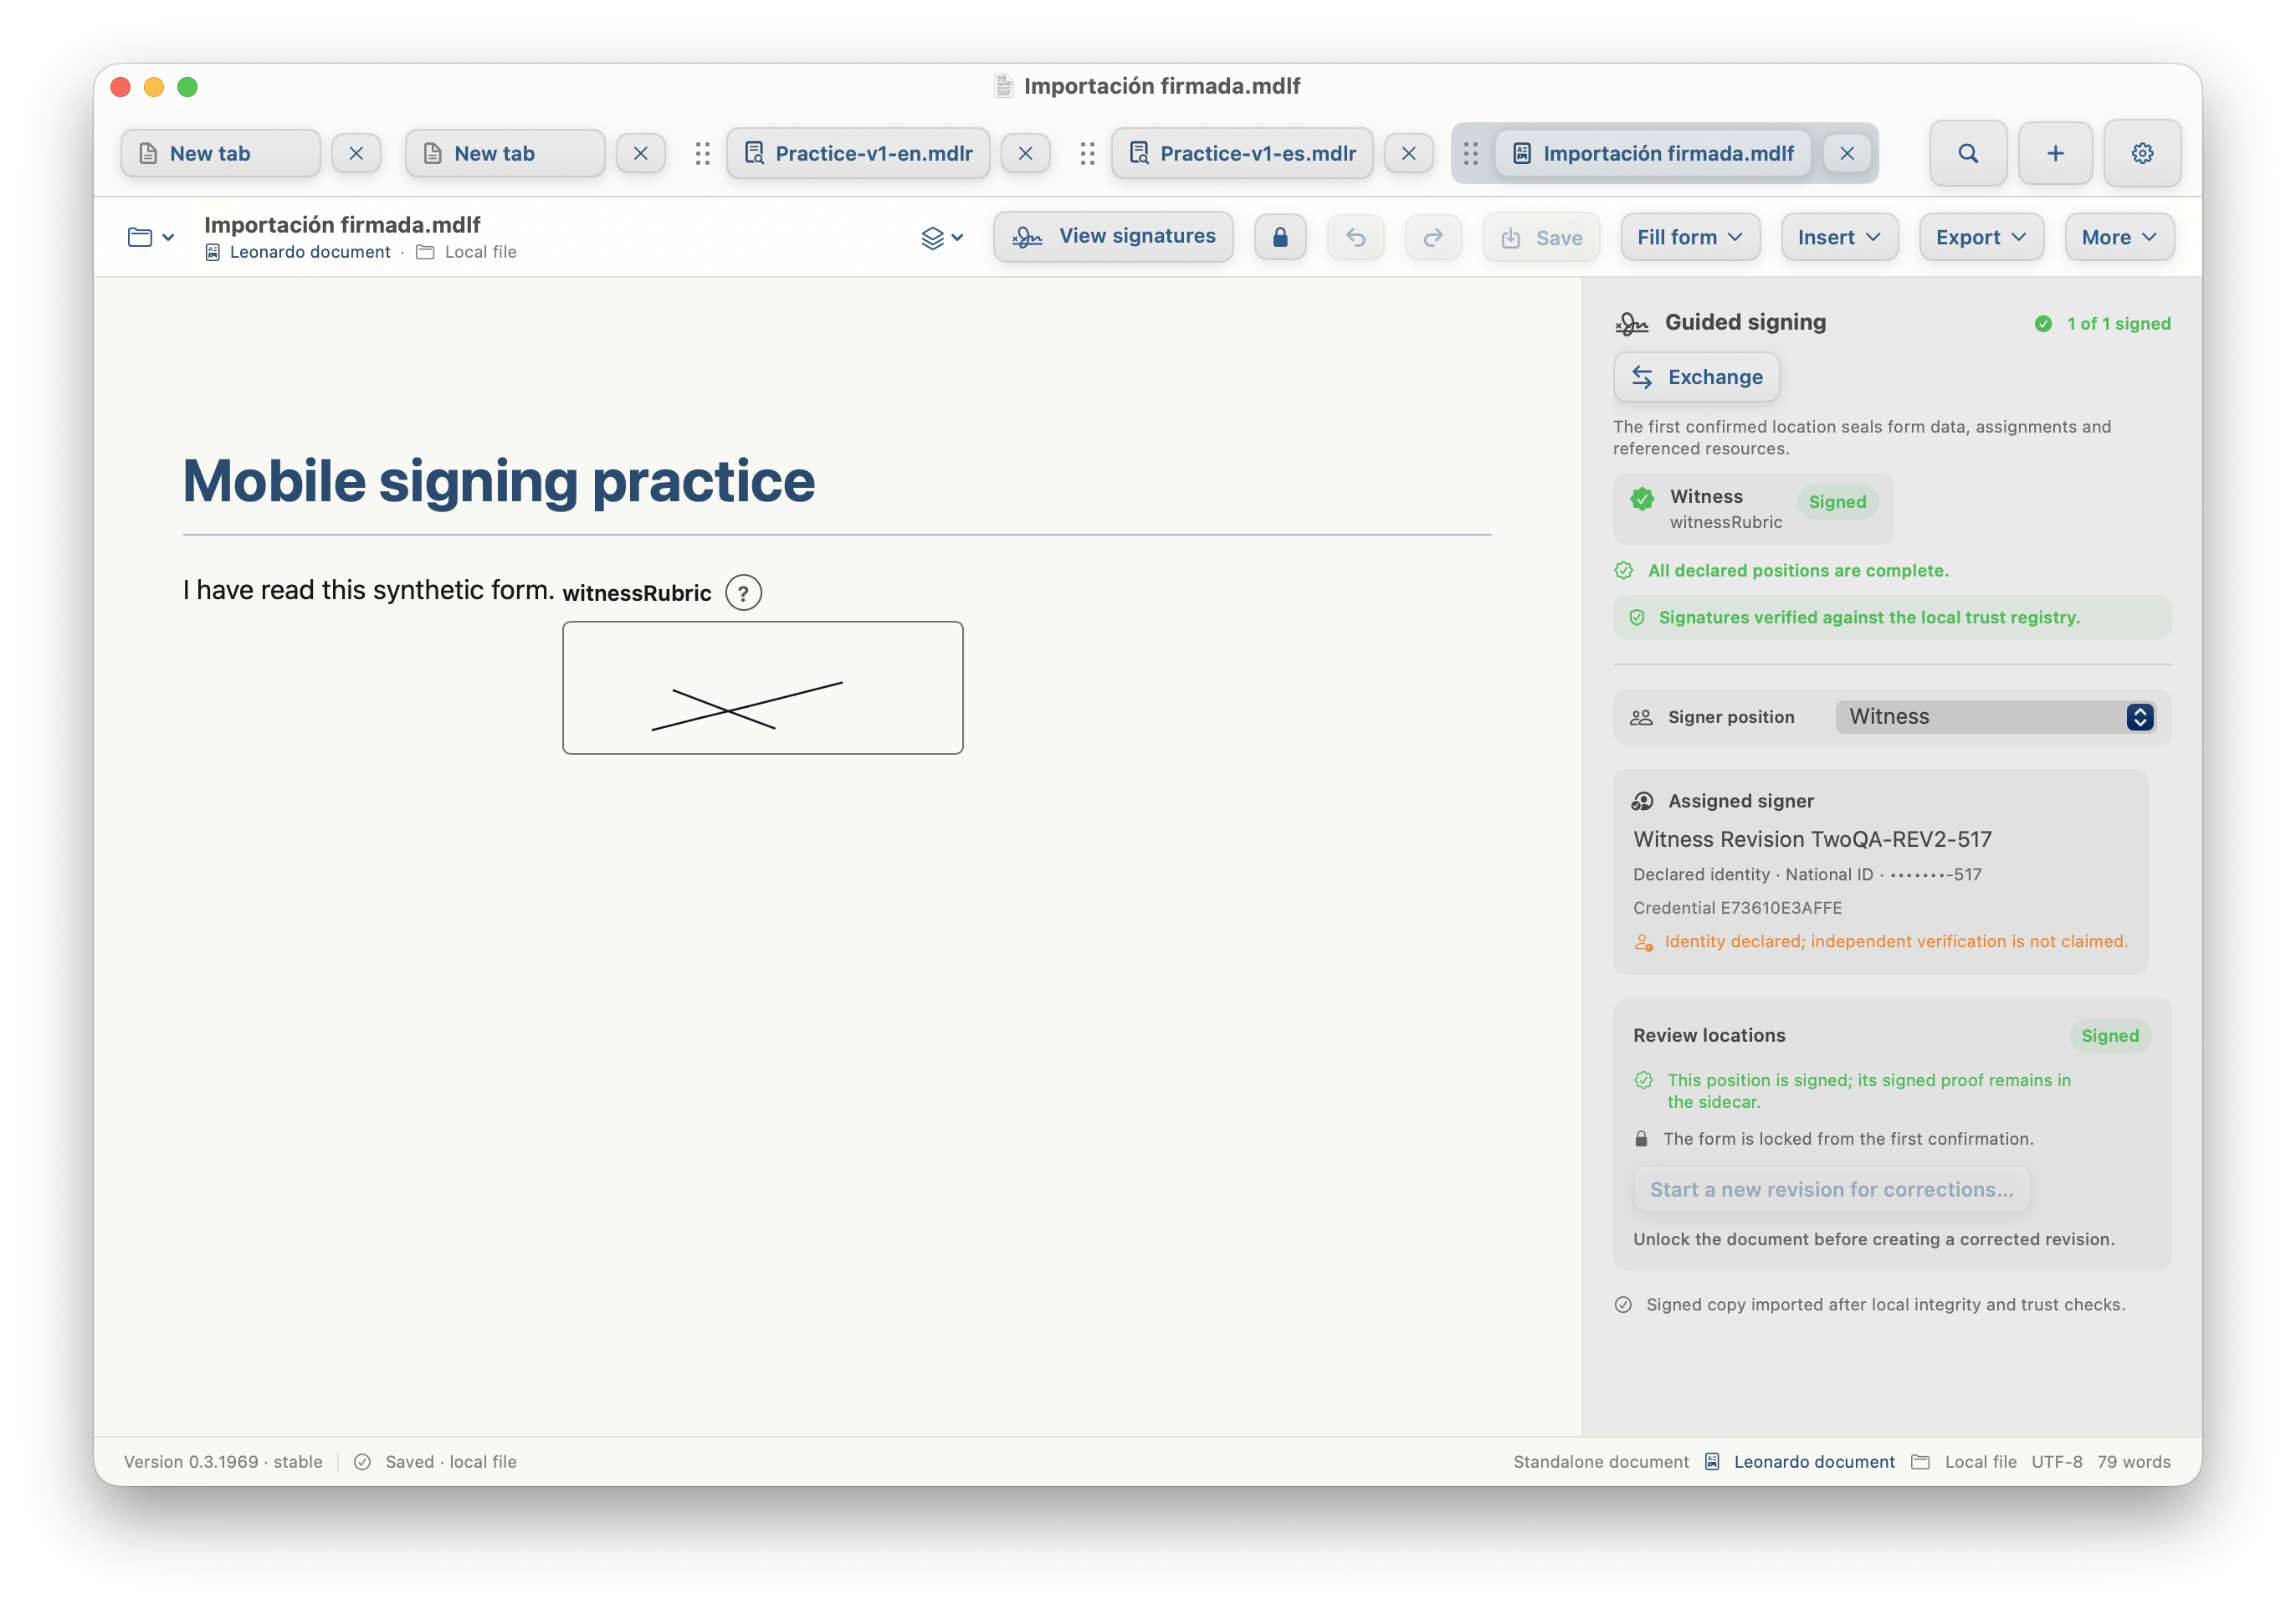 Importación firmada.mdlf
New tab
New tab
Practice-v1-en.mdlr
Practice-v1-es.mdlr
Importación firmada.mdlf
Importación firmada.mdlf
Leonardo document · Local file
View signatures
Save
Fill form
Insert
Export
More
Mobile signing practice
I have read this synthetic form. witnessRubric ?
Guided signing
1 of 1 signed
Exchange
The first confirmed location seals form data, assignments and
referenced resources.
Witness
witnessRubric
Signed
All declared positions are complete.
Signatures verified against the local trust registry.
Signer position
Witness
Assigned signer
Witness Revision TwoQA-REV2-517
Declared identity · National ID · •••••••-517
Credential E73610E3AFFE
Identity declared; independent verification is not claimed.
Review locations
Signed
This position is signed; its signed proof remains in
the sidecar.
The form is locked from the first confirmation.
Start a new revision for corrections...
Unlock the document before creating a corrected revision.
Signed copy imported after local integrity and trust checks.
Version 0.3.1969 · stable
Saved · local file
Standalone document
Leonardo document
Local file
UTF-8
79 words